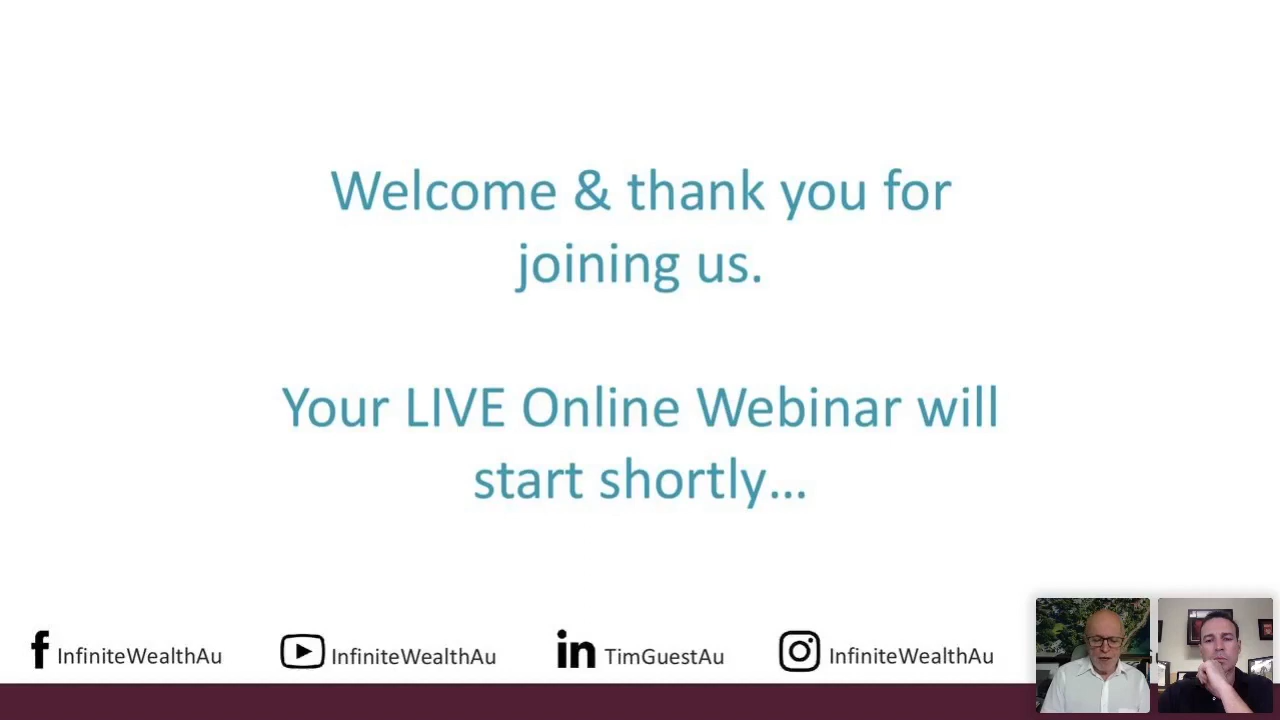 Welcome & thank you for
joining us.
Your LIVE Online Webinar will
start shortly...
InfiniteWealthAu
InfiniteWealthAu
TimGuestAu
InfiniteWealthAu